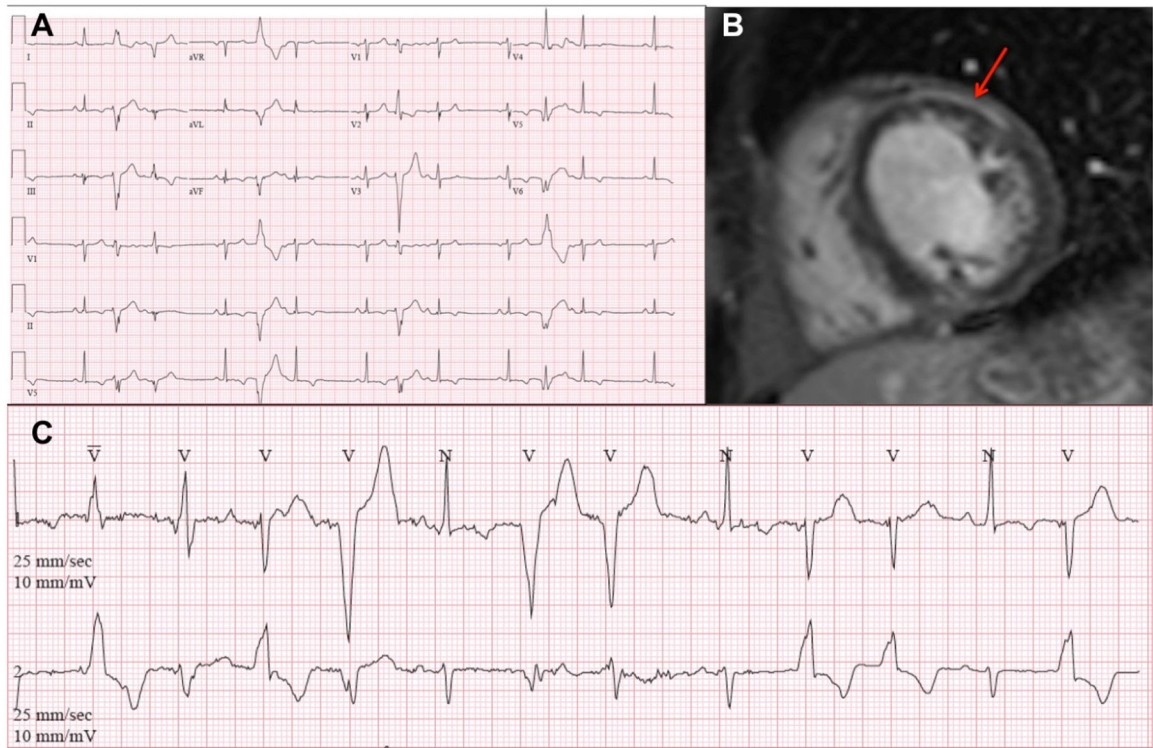 A
B
I aVR V1 V4
II aVL V2 V5
III aVF V3 V6
V1
II
V5
C
V V V V N V V N V V N V
25 mm/sec
10 mm/mV
2
25 mm/sec
10 mm/mV